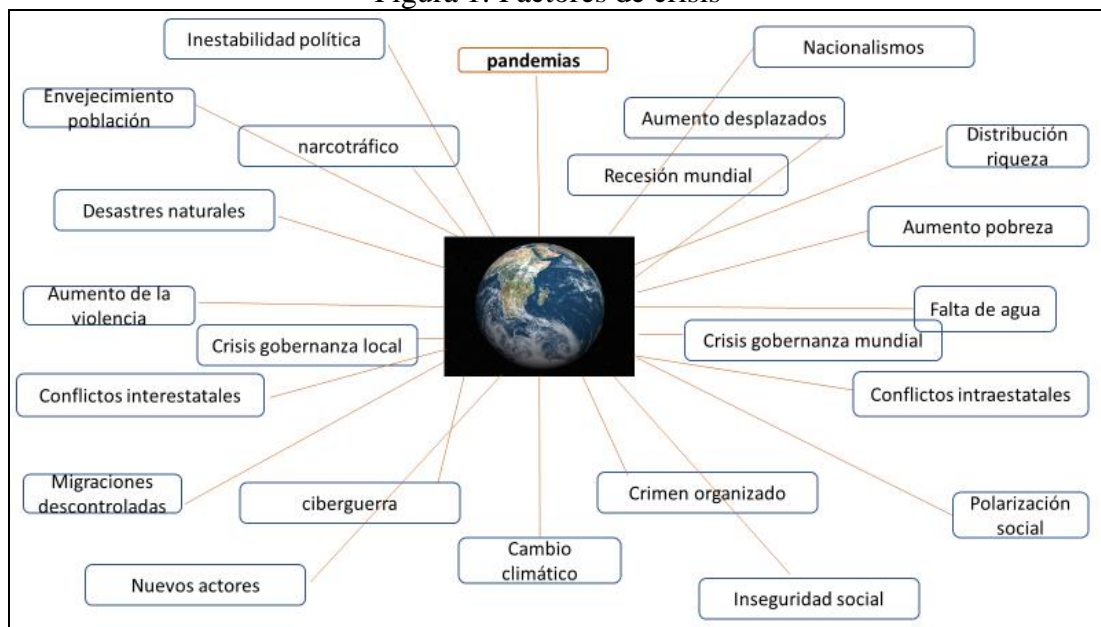 Figura 1. Factores de crisis
Inestabilidad política
pandemias
Nacionalismos
Envejecimiento
población
Aumento desplazados
narcotráfico
Distribución
riqueza
Recesión mundial
Desastres naturales
Aumento pobreza
Aumento de la
violencia
Falta de agua
Crisis gobernanza local
Crisis gobernanza mundial
Conflictos interestatales
Conflictos intraestatales
Migraciones
descontroladas
ciberguerra
Crimen organizado
Polarización
social
Cambio
climático
Nuevos actores
Inseguridad social